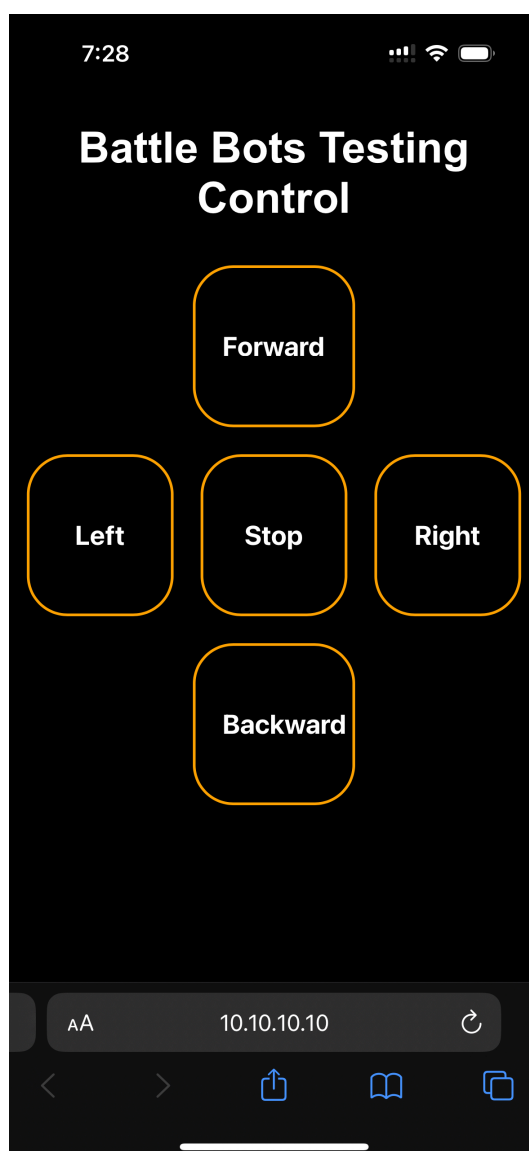 7:28
Battle Bots Testing
Control
Forward
Left Stop Right
Backward
AA 10.10.10.10